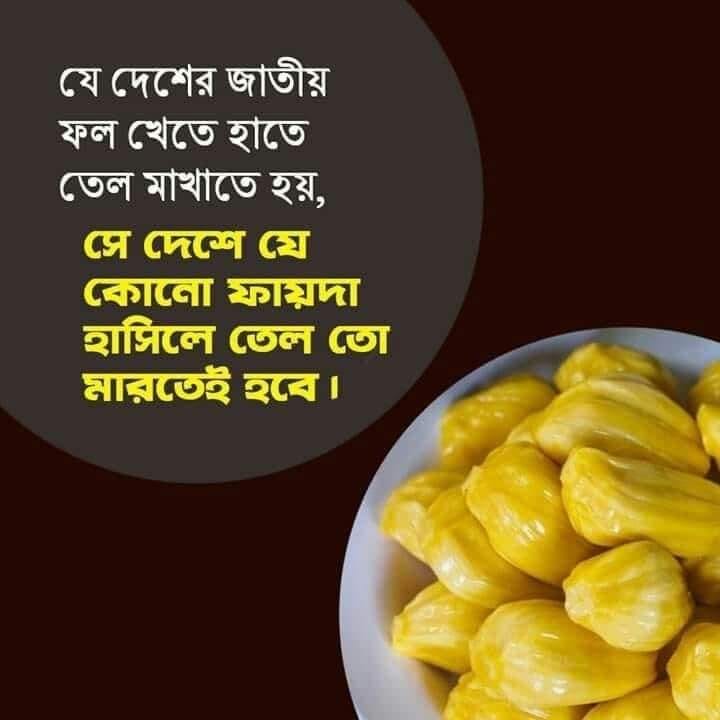 যে দেশের জাতীয়
ফল খেতে হাতে
তেল মাখাতে হয়,
সে দেশে যে
কোনো ফায়দা
হাসিলে তেল তো
মারতেই হবে।